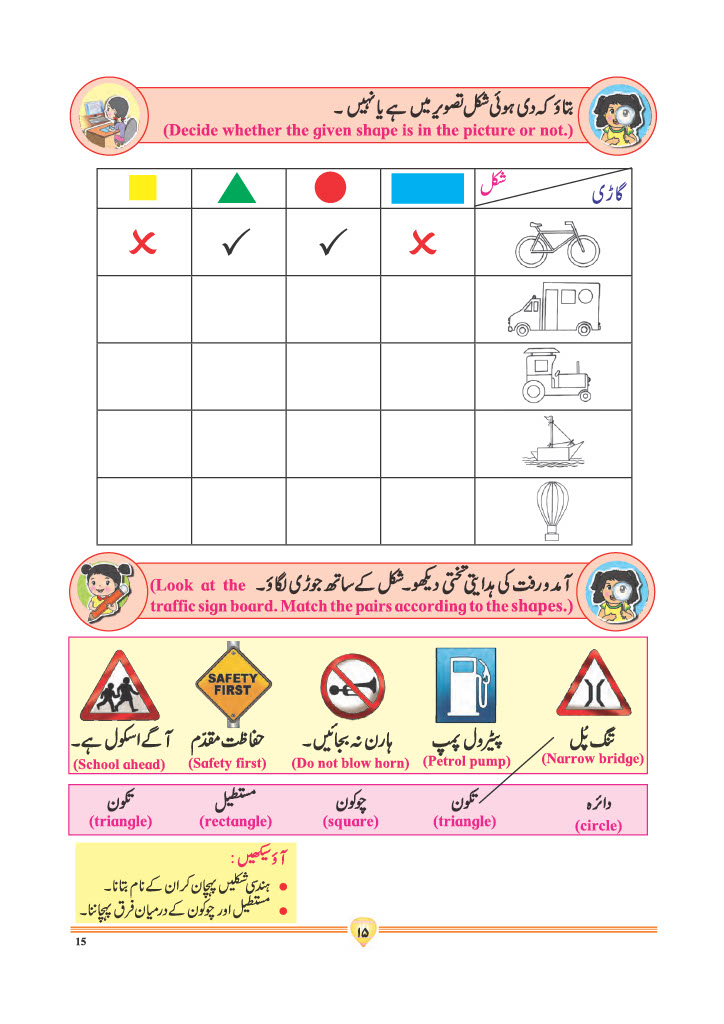 بتاؤ کہ دی ہوئی شکل تصویر میں ہے یا نہیں ۔
(Decide whether the given shape is in the picture or not.)
شکل
گاڑی
آمد و رفت کی ہدایتی تختی دیکھو۔ شکل کے ساتھ جوڑی لگاؤ۔ (Look at the
traffic sign board. Match the pairs according to the shapes.)
SAFETY
FIRST
تنگ پُل
پیٹرول پمپ
ہارن نہ بجائیں۔
حفاظت مقدّم
آگے اسکول ہے۔
(Narrow bridge)
(Petrol pump)
(Do not blow horn)
(Safety first)
(School ahead)
دائرہ
تکون
چوکون
مستطیل
تکون
(circle)
(triangle)
(square)
(rectangle)
(triangle)
آؤ سیکھیں :
● ہندسی شکلیں پہچان کر ان کے نام بتانا۔
● مستطیل اور چوکون کے درمیان فرق پہچاننا۔
۱۵
15